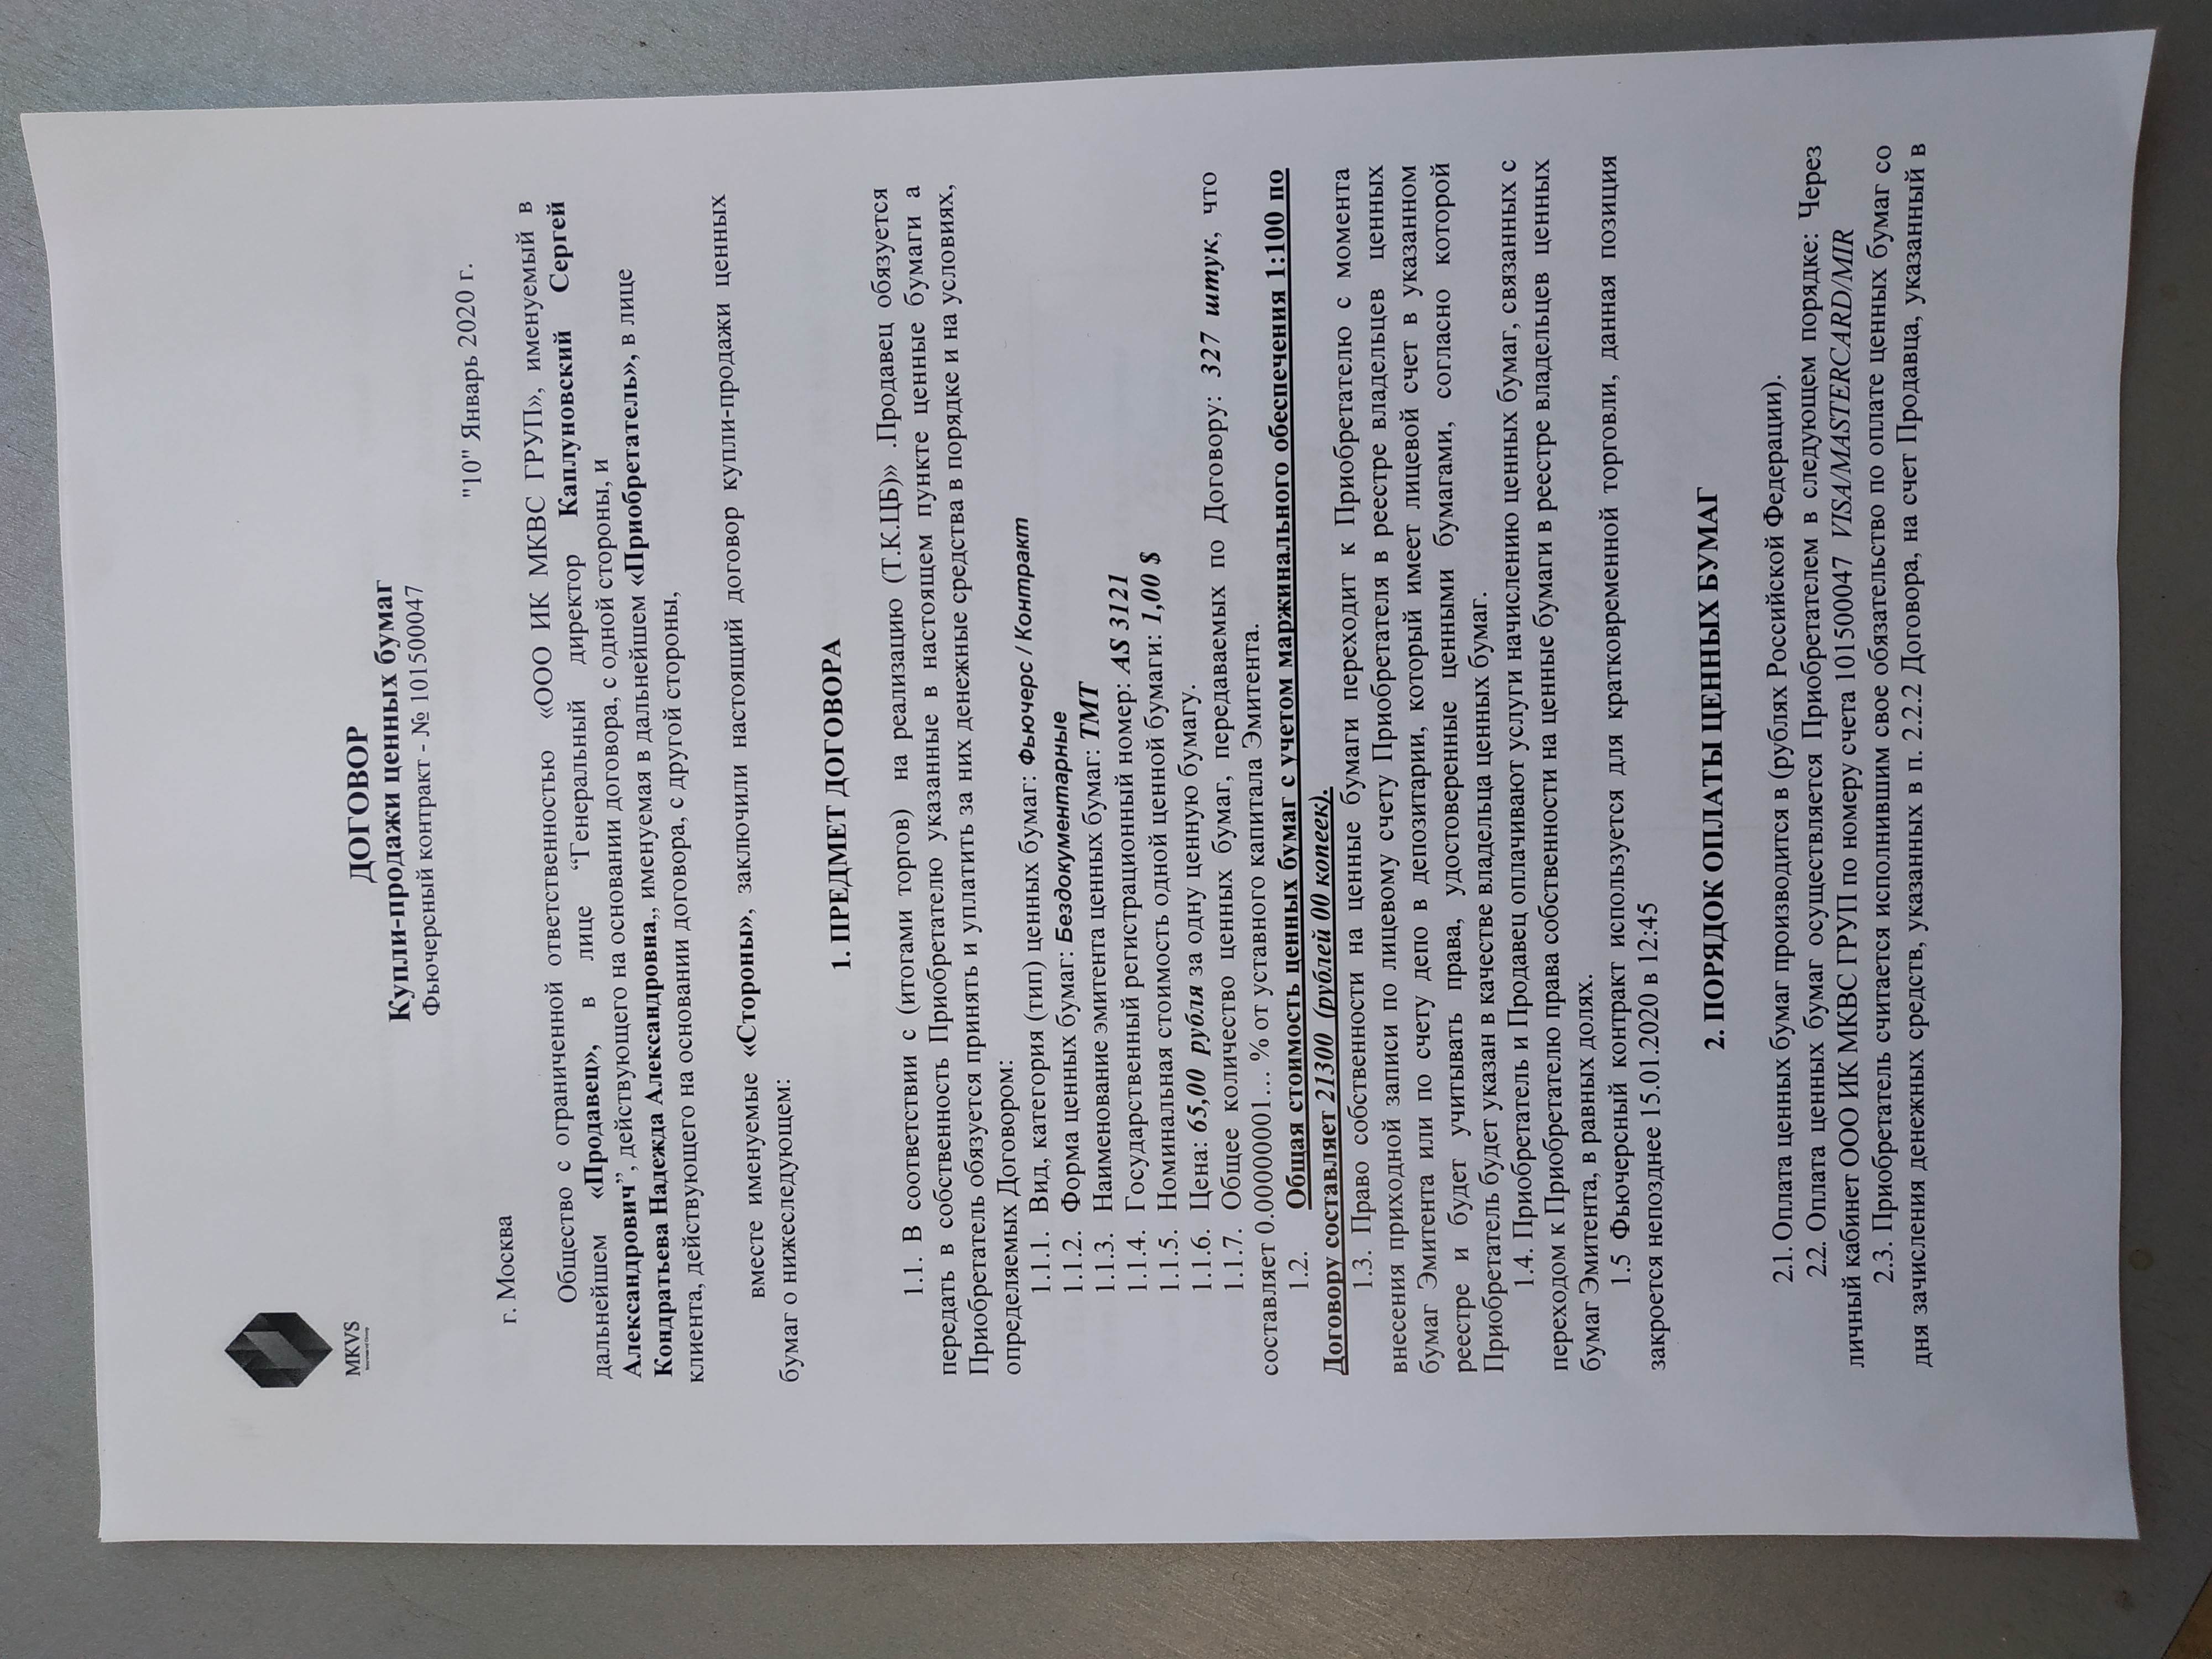 MKVS
ДОГОВОР
Купли-продажи ценных бумаг
Фьючерсный контракт - № 101500047
"10" Январь 2020 г.
г. Москва
Общество с ограниченной ответственностью «ООО ИК МКВС ГРУП», именуемый в
дальнейшем «Продавец», в лице “Генеральный директор Каплуновский Сергей
Александрович”, действующего на основании договора, с одной стороны, и
Кондратьева Надежда Александровна,, именуемая в дальнейшем «Приобретатель», в лице
клиента, действующего на основании договора, с другой стороны,
вместе именуемые «Стороны», заключили настоящий договор купли-продажи ценных
бумаг о нижеследующем:
1. ПРЕДМЕТ ДОГОВОРА
1.1. В соответствии с (итогами торгов) на реализацию (Т.К.ЦБ)» .Продавец обязуется
передать в собственность Приобретателю указанные в настоящем пункте ценные бумаги а
Приобретатель обязуется принять и уплатить за них денежные средства в порядке и на условиях,
определяемых Договором:
1.1.1. Вид, категория (тип) ценных бумаг: Фьючерс / Контракт
1.1.2. Форма ценных бумаг: Бездокументарные
1.1.3. Наименование эмитента ценных бумаг: ТМТ
1.1.4. Государственный регистрационный номер: AS 3121
1.1.5. Номинальная стоимость одной ценной бумаги: 1,00 $
1.1.6. Цена: 65,00 рубля за одну ценную бумагу.
1.1.7. Общее количество ценных бумаг, передаваемых по Договору: 327 штук, что
составляет 0.00000001… % от уставного капитала Эмитента.
1.2. Общая стоимость ценных бумаг с учетом маржинального обеспечения 1:100 по
Договору составляет 21300 (рублей 00 копеек).
1.3. Право собственности на ценные бумаги переходит к Приобретателю с момента
внесения приходной записи по лицевому счету Приобретателя в реестре владельцев ценных
бумаг Эмитента или по счету депо в депозитарии, который имеет лицевой счет в указанном
реестре и будет учитывать права, удостоверенные ценными бумагами, согласно которой
Приобретатель будет указан в качестве владельца ценных бумаг.
1.4. Приобретатель и Продавец оплачивают услуги начислению ценных бумаг, связанных с
переходом к Приобретателю права собственности на ценные бумаги в реестре владельцев ценных
бумаг Эмитента, в равных долях.
1.5 Фьючерсный контракт используется для кратковременной торговли, данная позиция
закроется непозднее 15.01.2020 в 12:45
2. ПОРЯДОК ОПЛАТЫ ЦЕННЫХ БУМАГ
2.1. Оплата ценных бумаг производится в (рублях Российской Федерации).
2.2. Оплата ценных бумаг осуществляется Приобретателем в следующем порядке: Через
личный кабинет ООО ИК МКВС ГРУП по номеру счета 101500047 VISA/MASTERCARD/MIR
2.3. Приобретатель считается исполнившим свое обязательство по оплате ценных бумаг со
дня зачисления денежных средств, указанных в п. 2.2.2 Договора, на счет Продавца, указанный в